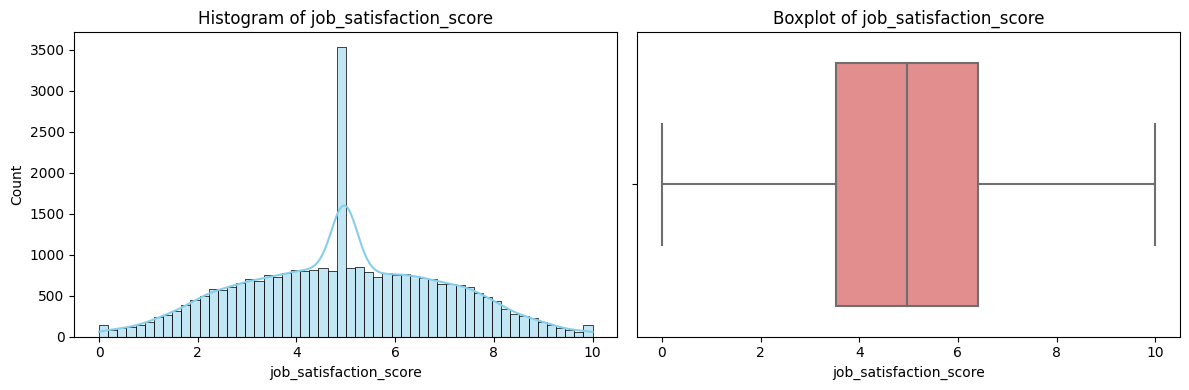 Histogram of job_satisfaction_score
3500
3000
2500
2000
1500
1000
500
0
Count
0 2 4 6 8 10
job_satisfaction_score
Boxplot of job_satisfaction_score
0 2 4 6 8 10
job_satisfaction_score